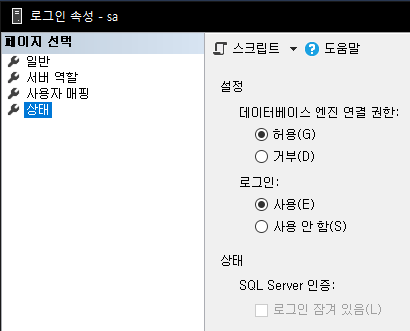 로그인 속성 - sa
페이지 선택
일반
서버 역할
사용자 매핑
상태
스크립트
도움말
설정
데이터베이스 엔진 연결 권한:
허용(G)
거부(D)
로그인:
사용(E)
사용 안 함(S)
상태
SQL Server 인증:
로그인 잠겨 있음(L)